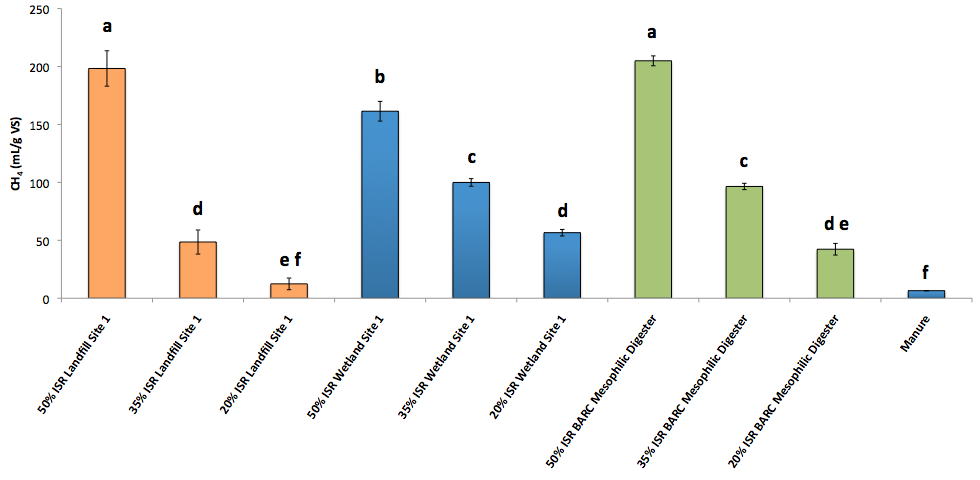 250
200
150
100
50
0
CH4 (mL/g VS)
a
d
e f
b
c
d
a
c
d e
f
50% ISR Landfill Site 1
35% ISR Landfill Site 1
20% ISR Landfill Site 1
50% ISR Wetland Site 1
35% ISR Wetland Site 1
20% ISR Wetland Site 1
50% ISR BARC Mesophilic Digester
35% ISR BARC Mesophilic Digester
20% ISR BARC Mesophilic Digester
Manure